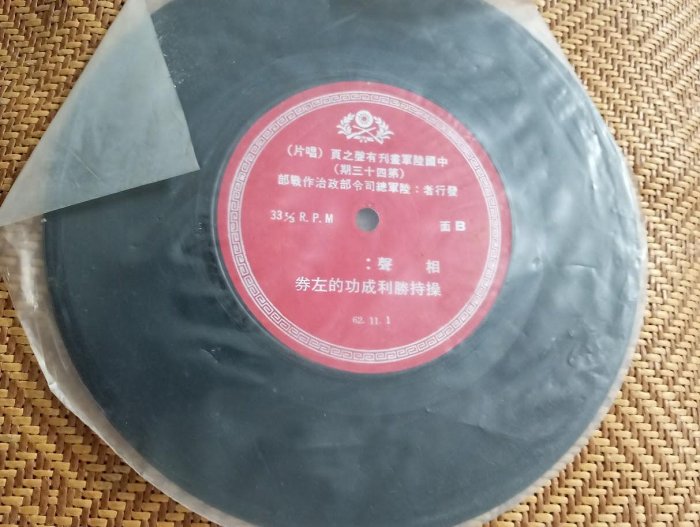 中國陸軍畫刊有聲之頁（唱片）
（第四十三期）
發行者：陸軍總司令部政治作戰部
B面
33⅓ R.P.M
相聲：
操持勝利成功的左券
62. 11. 1